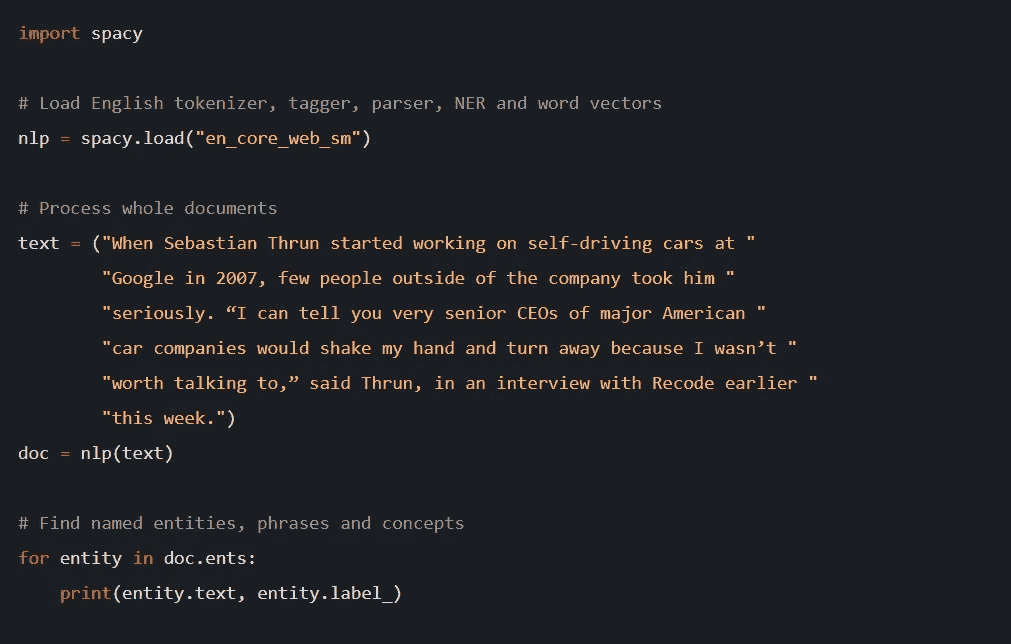 import spacy
# Load English tokenizer, tagger, parser, NER and word vectors
nlp = spacy.load("en_core_web_sm")
# Process whole documents
text = ("When Sebastian Thrun started working on self-driving cars at "
"Google in 2007, few people outside of the company took him "
"seriously. “I can tell you very senior CEOs of major American "
"car companies would shake my hand and turn away because I wasn’t "
"worth talking to,” said Thrun, in an interview with Recode earlier "
"this week.")
doc = nlp(text)
# Find named entities, phrases and concepts
for entity in doc.ents:
    print(entity.text, entity.label_)